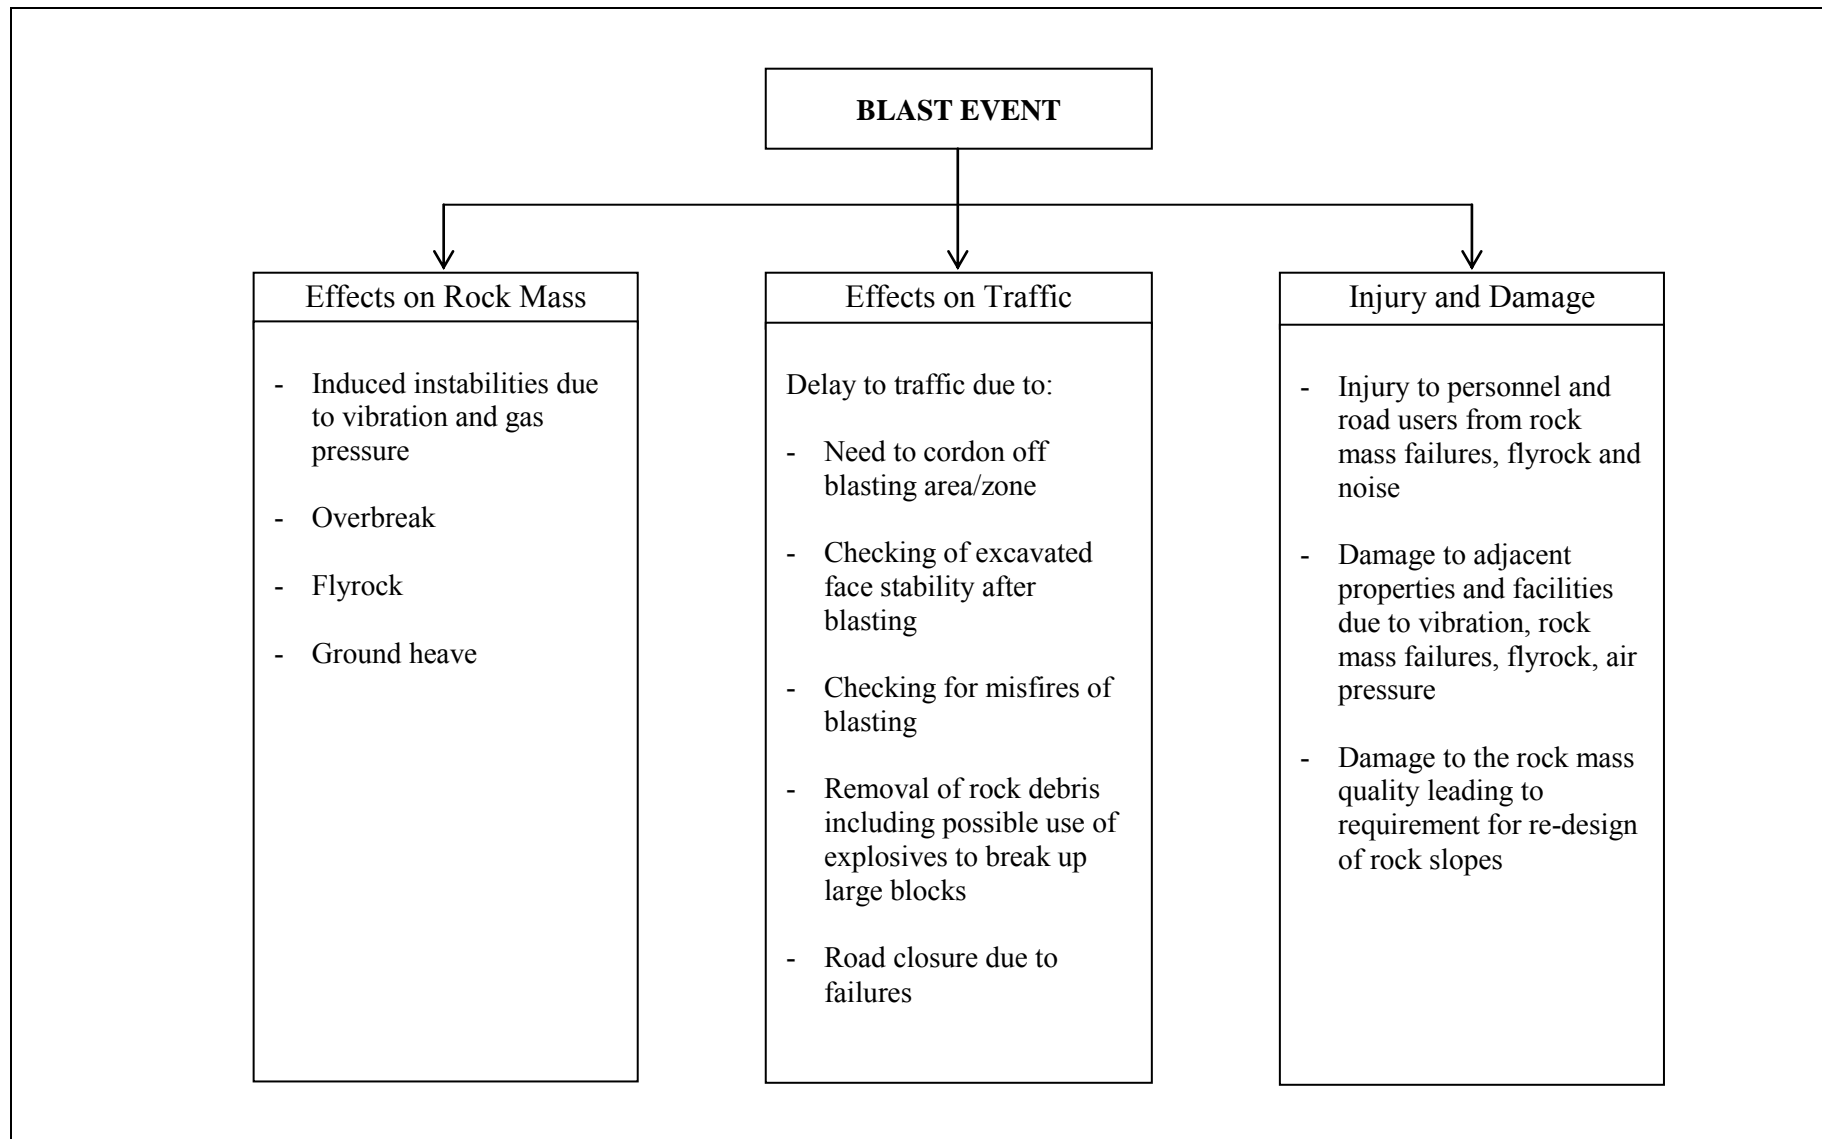 BLAST EVENT
Effects on Rock Mass
- Induced instabilities due
to vibration and gas
pressure
- Overbreak
- Flyrock
- Ground heave
Effects on Traffic
Delay to traffic due to:
- Need to cordon off
blasting area/zone
- Checking of excavated
face stability after
blasting
- Checking for misfires of
blasting
- Removal of rock debris
including possible use of
explosives to break up
large blocks
- Road closure due to
failures
Injury and Damage
- Injury to personnel and
road users from rock
mass failures, flyrock and
noise
- Damage to adjacent
properties and facilities
due to vibration, rock
mass failures, flyrock, air
pressure
- Damage to the rock mass
quality leading to
requirement for re-design
of rock slopes